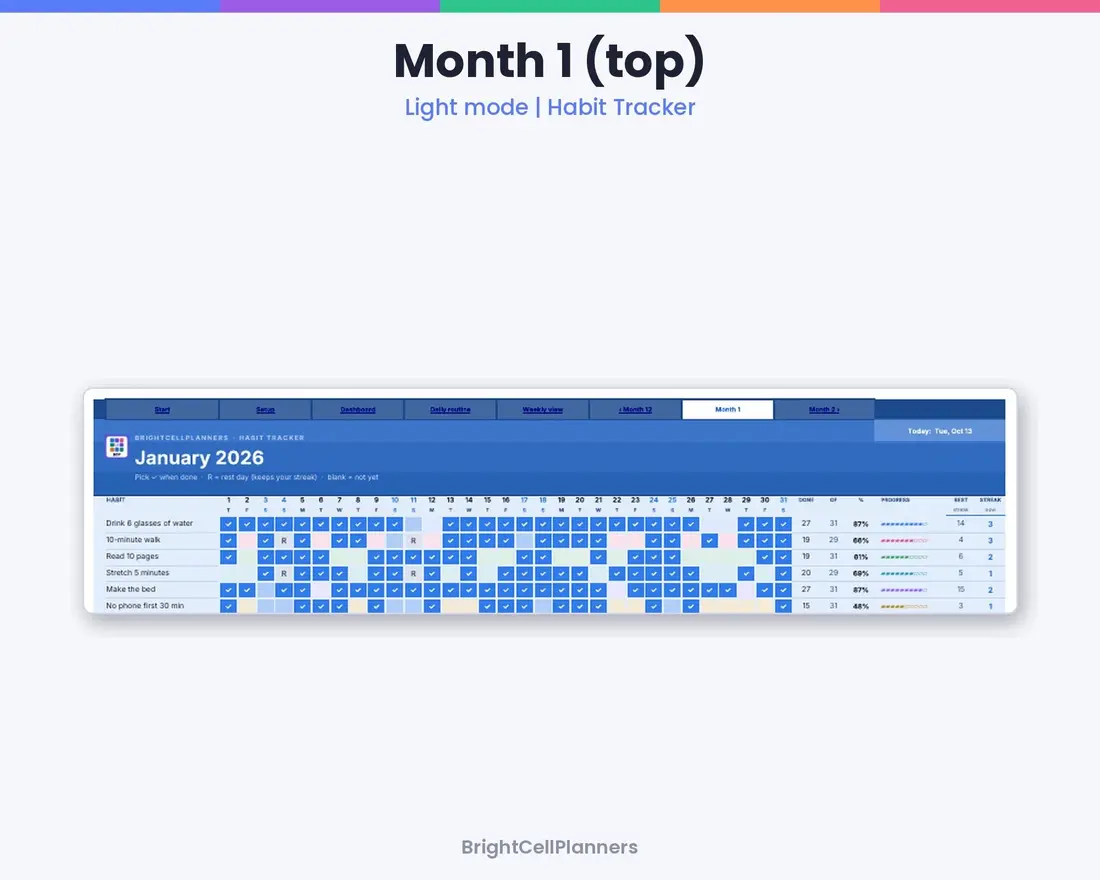 Month 1 (top)
Light mode | Habit Tracker
Start Setup Dashboard Daily routine Weekly view ‹ Month 12 Month 1 Month 2 ›
Today: Tue, Oct 13
BRIGHTCELLPLANNERS · HABIT TRACKER
January 2026
Pick ✓ when done · R = rest day (keeps your streak) · blank = not yet
HABIT 1 2 3 4 5 6 7 8 9 10 11 12 13 14 15 16 17 18 19 20 21 22 23 24 25 26 27 28 29 30 31 DONE OF % PROGRESS BEST STREAK
T F S S M T W T F S S M T W T F S S M T W T F S S M T W T F S
Drink 6 glasses of water 27 31 87% 14 3
10-minute walk R R 19 29 66% 4 3
Read 10 pages 19 31 61% 6 2
Stretch 5 minutes R R 20 29 69% 5 1
Make the bed 27 31 87% 15 2
No phone first 30 min 15 31 48% 3 1
BrightCellPlanners